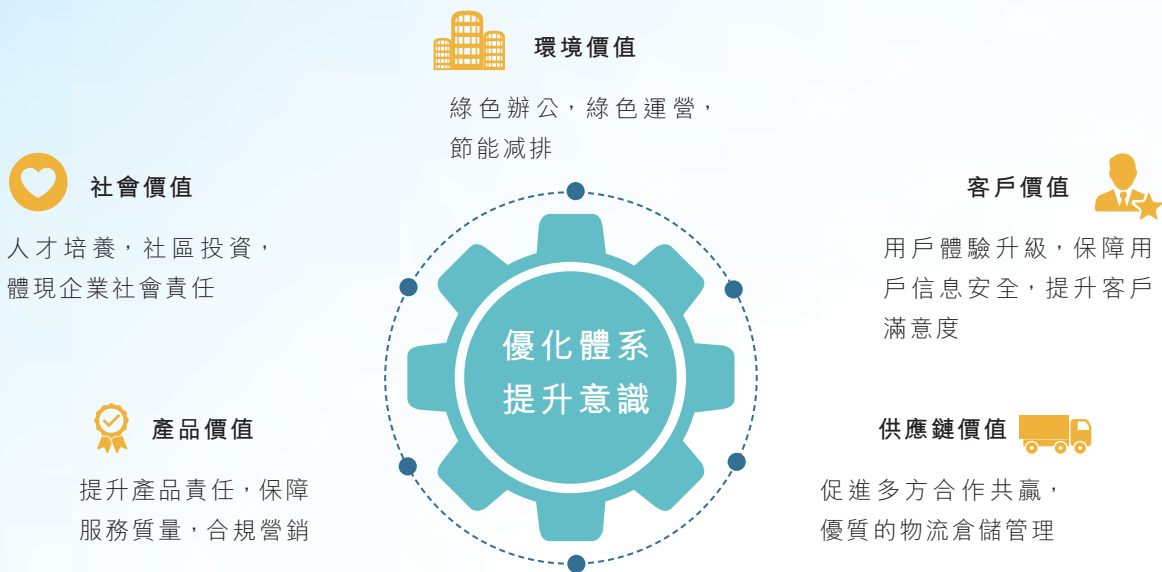 環境價值
綠色辦公，綠色運營，
節能减排
社會價值
人才培養，社區投資，
體現企業社會責任
客戶價值
用戶體驗升級，保障用
戶信息安全，提升客戶
滿意度
優化體系
提升意識
產品價值
提升產品責任，保障
服務質量，合規營銷
供應鏈價值
促進多方合作共贏，
優質的物流倉儲管理